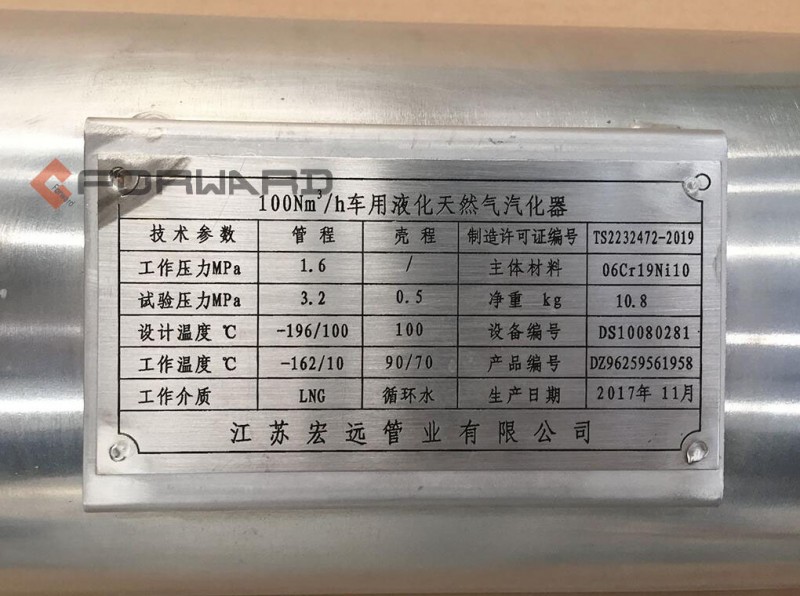 FORWARD
100Nm³/h车用液化天然气汽化器
技术参数 管程 壳程 制造许可证编号 TS2232472-2019
工作压力MPa 1.6 / 主体材料 06Cr19Ni10
试验压力MPa 3.2 0.5 净重 kg 10.8
设计温度 ℃ -196/100 100 设备编号 DS10080281
工作温度 ℃ -162/10 90/70 产品编号 DZ96259561958
工作介质 LNG 循环水 生产日期 2017年11月
江苏宏远管业有限公司